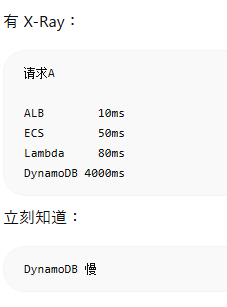 有 X-Ray：
请求A
ALB 10ms
ECS 50ms
Lambda 80ms
DynamoDB 4000ms
立刻知道：
DynamoDB 慢